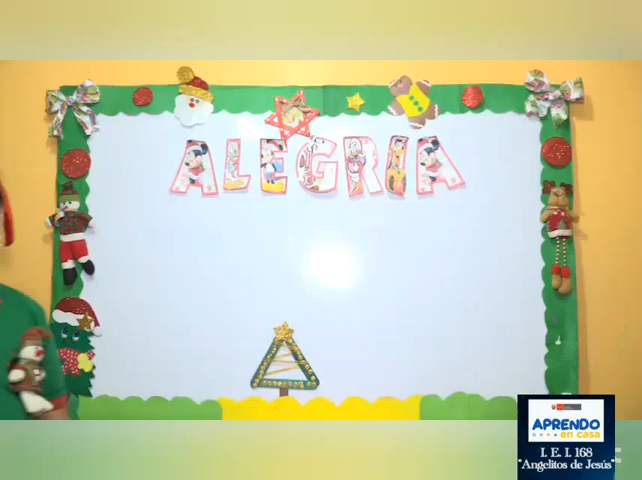 ALEGRIA
APRENDO
en casa
I. E. I. 168
"Angelitos de Jesús"